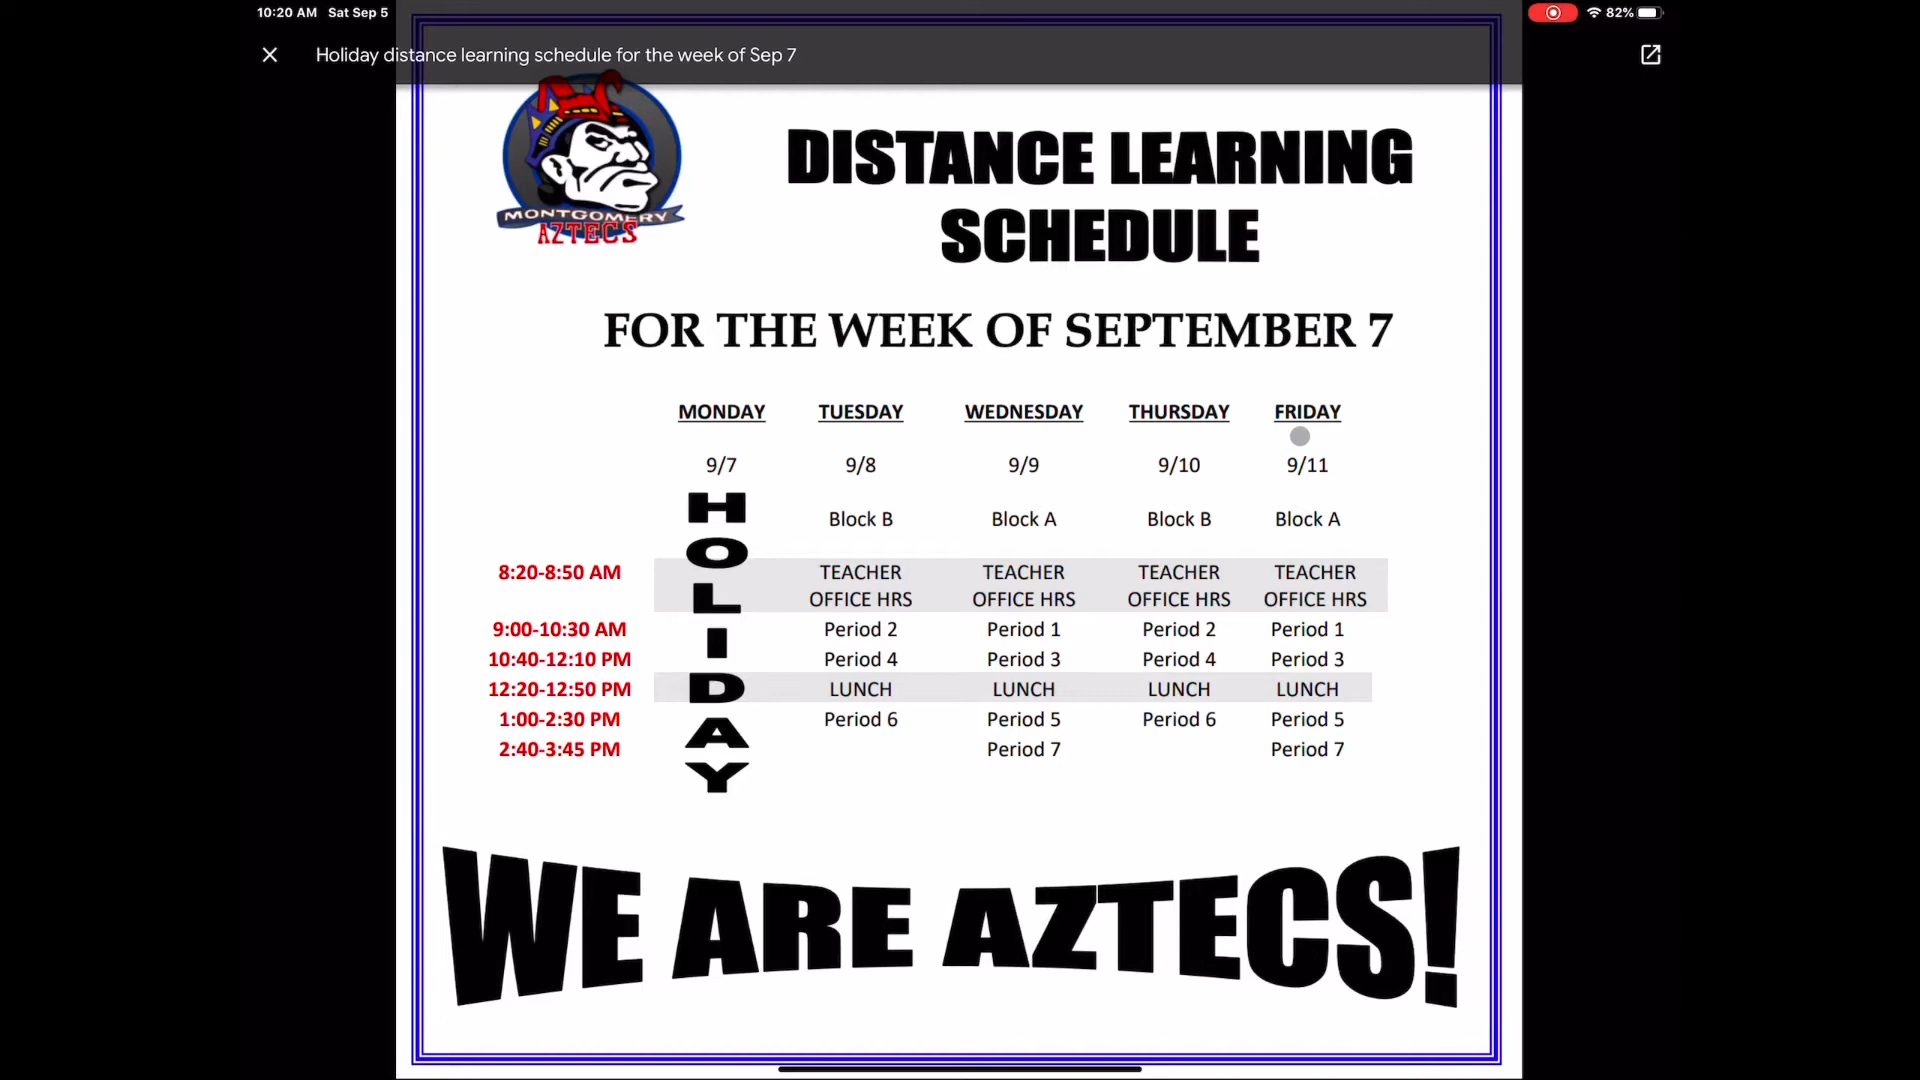 10:20 AM Sat Sep 5
82%
Holiday distance learning schedule for the week of Sep 7
MONTGOMERY
AZTECS
DISTANCE LEARNING
SCHEDULE
FOR THE WEEK OF SEPTEMBER 7
MONDAY TUESDAY WEDNESDAY THURSDAY FRIDAY
9/7 9/8 9/9 9/10 9/11
HOLIDAY
Block B Block A Block B Block A
8:20-8:50 AM TEACHER TEACHER TEACHER TEACHER
OFFICE HRS OFFICE HRS OFFICE HRS OFFICE HRS
9:00-10:30 AM Period 2 Period 1 Period 2 Period 1
10:40-12:10 PM Period 4 Period 3 Period 4 Period 3
12:20-12:50 PM LUNCH LUNCH LUNCH LUNCH
1:00-2:30 PM Period 6 Period 5 Period 6 Period 5
2:40-3:45 PM Period 7 Period 7
WE ARE AZTECS!